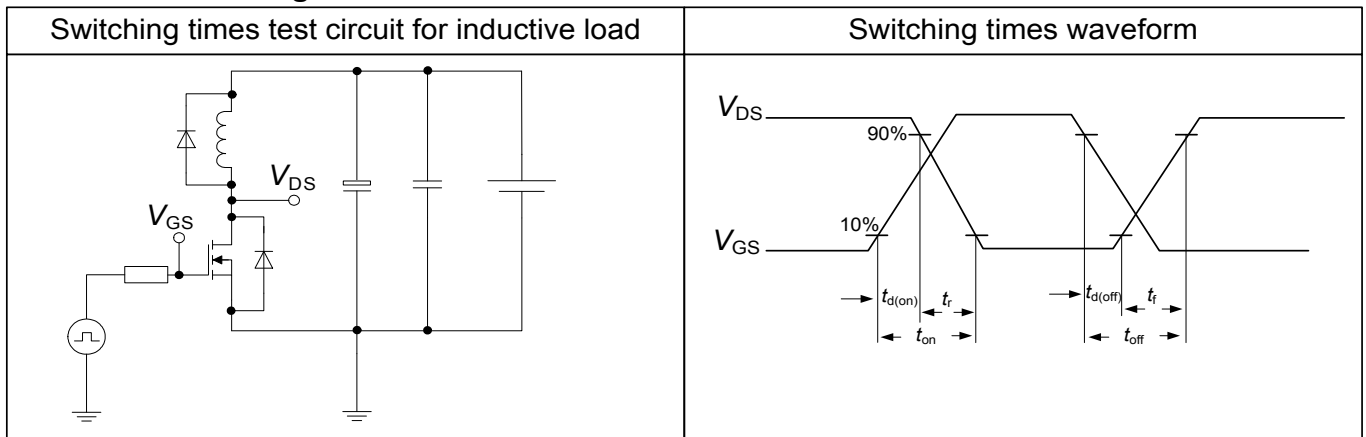 Switching times test circuit for inductive load
Switching times waveform
VDS
VGS
VDS
90%
10%
VGS
td(on)
tr
ton
td(off)
tf
toff